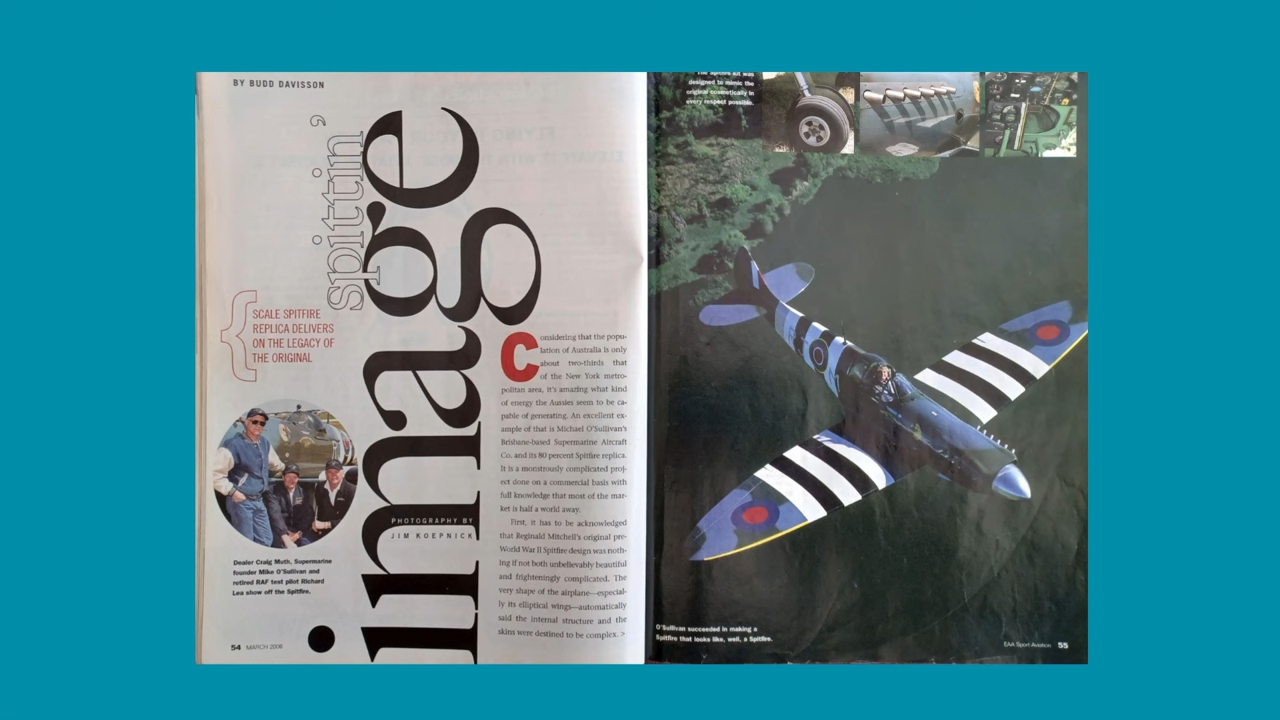 BY BUDD DAVISSON
spittin’
image
SCALE SPITFIRE
REPLICA DELIVERS
ON THE LEGACY OF
THE ORIGINAL
Dealer Craig Muth, Supermarine
founder Mike O'Sullivan and
retired RAF test pilot Richard
Lea show off the Spitfire.
PHOTOGRAPHY BY
JIM KOEPNICK
Considering that the popu-
lation of Australia is only
about two-thirds that
of the New York metro-
politan area, it's amazing what kind
of energy the Aussies seem to be ca-
pable of generating. An excellent ex-
ample of that is Michael O'Sullivan's
Brisbane-based Supermarine Aircraft
Co. and its 80 percent Spitfire replica.
It is a monstrously complicated proj-
ect done on a commercial basis with
full knowledge that most of the mar-
ket is half a world away.
First, it has to be acknowledged
that Reginald Mitchell's original pre-
World War II Spitfire design was noth-
ing if not both unbelievably beautiful
and frighteningly complicated. The
very shape of the airplane—especial-
ly its elliptical wings—automatically
said the internal structure and the
skins were destined to be complex. >
54 MARCH 2006
The Spitfire kit was
designed to mimic the
original cosmetically in
every respect possible.
O'Sullivan succeeded in making a
Spitfire that looks like, well, a Spitfire.
EAA Sport Aviation 55